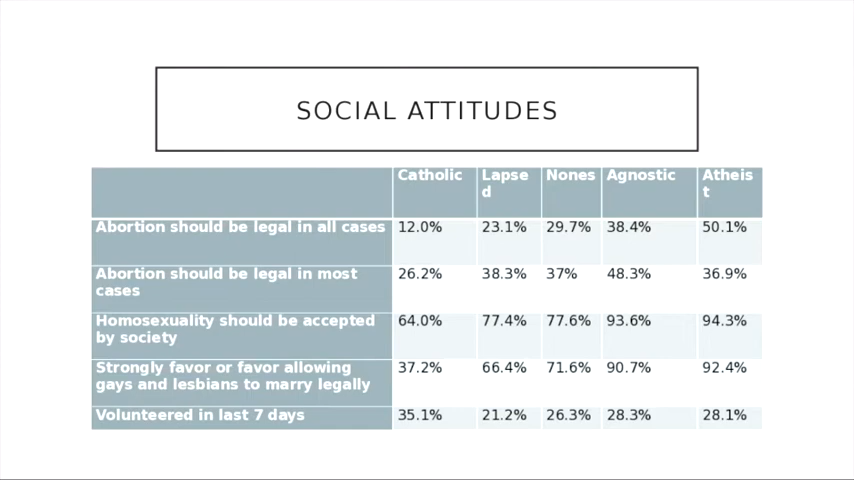 SOCIAL ATTITUDES
Catholic Lapse Nones Agnostic Atheis
d t
Abortion should be legal in all cases 12.0% 23.1% 29.7% 38.4% 50.1%
Abortion should be legal in most 26.2% 38.3% 37% 48.3% 36.9%
cases
Homosexuality should be accepted 64.0% 77.4% 77.6% 93.6% 94.3%
by society
Strongly favor or favor allowing 37.2% 66.4% 71.6% 90.7% 92.4%
gays and lesbians to marry legally
Volunteered in last 7 days 35.1% 21.2% 26.3% 28.3% 28.1%